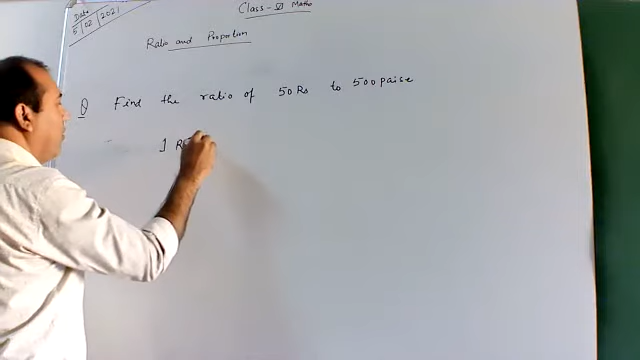 Class - VI Maths
Date
5/02/2021
Ratio and Proportion
Q Find the ratio of 50 Rs to 500 paise
1 RS